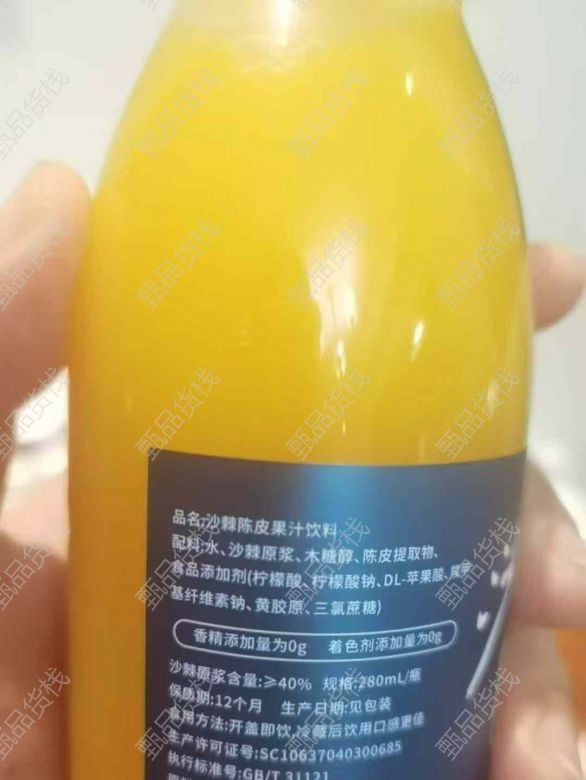 品名:沙棘陈皮果汁饮料
配料:水、沙棘原浆、木糖醇、陈皮提取物、
食品添加剂(柠檬酸、柠檬酸钠、DL-苹果酸、羧甲
基纤维素钠、黄胶原、三氯蔗糖)
香精添加量为0g 着色剂添加量为0g
沙棘原浆含量:≥40% 规格:280mL/瓶
保质期:12个月 生产日期:见包装
食用方法:开盖即饮,冷藏后饮用口感更佳
生产许可证号:SC10637040300685
执行标准号:GB/T 31121
甄品货栈